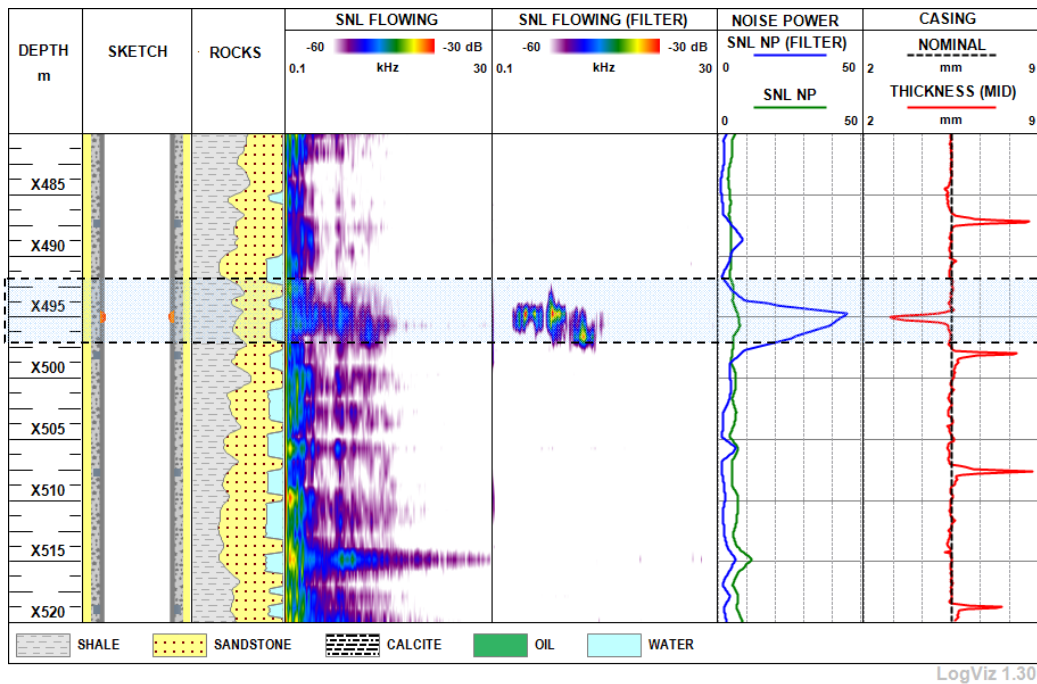 DEPTH
m
SKETCH
ROCKS
SNL FLOWING
-60 -30 dB
0.1 kHz 30
SNL FLOWING (FILTER)
-60 -30 dB
0.1 kHz 30
NOISE POWER
SNL NP (FILTER)
0 50
SNL NP
0 50
CASING
NOMINAL
2 mm 9
THICKNESS (MID)
2 mm 9
X485
X490
X495
X500
X505
X510
X515
X520
SHALE SANDSTONE CALCITE OIL WATER
LogViz 1.30